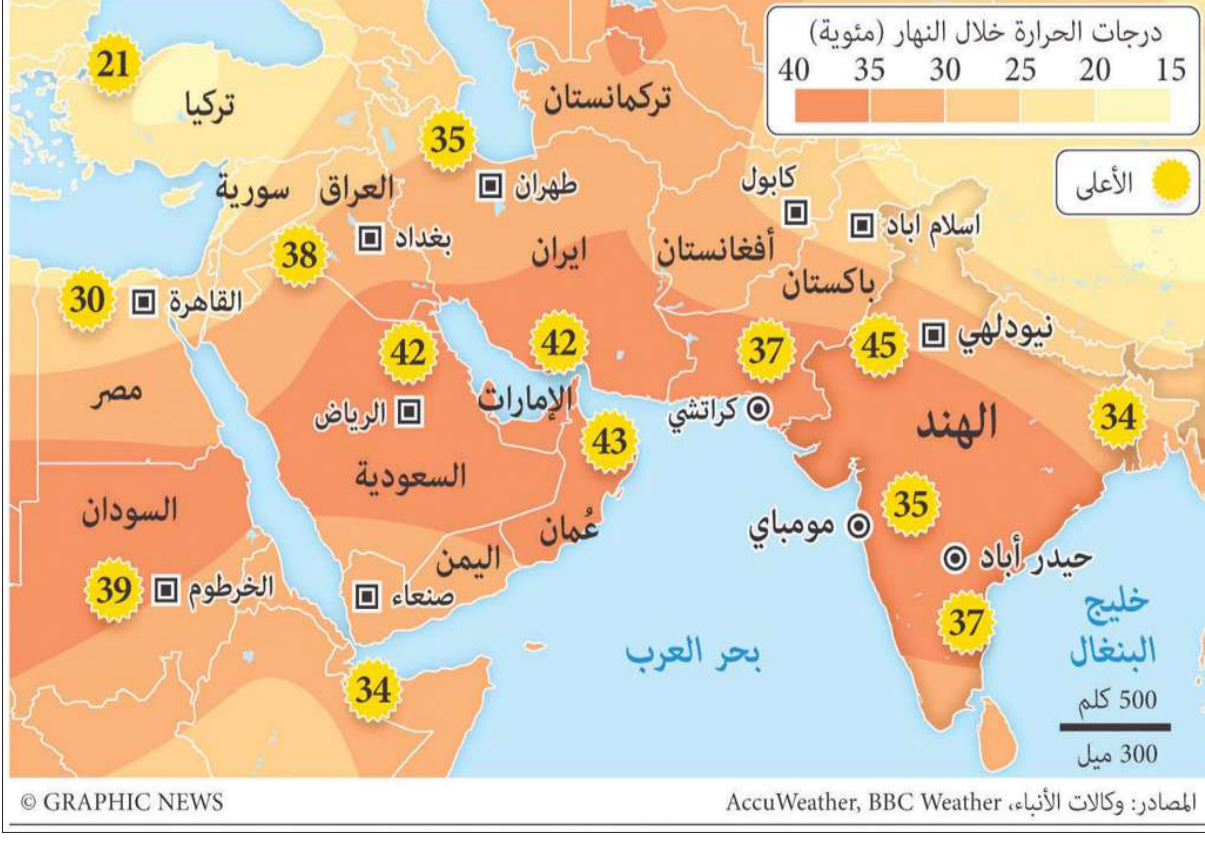 درجات الحرارة خلال النهار (مئوية)
40 35 30 25 20 15
الأعلى
21
تركيا
35
تركمانستان
طهران
كابول
اسلام اباد
سورية
العراق
بغداد
38
ايران
أفغانستان
باكستان
30
القاهرة
42
42
37
45
نيودلهي
مصر
الرياض
الإمارات
43
كراتشي
الهند
34
السعودية
السودان
عُمان
35
مومباي
اليمن
حيدر أباد
39
الخرطوم
صنعاء
37
خليج
البنغال
بحر العرب
34
500 كلم
300 ميل
© GRAPHIC NEWS
المصادر: وكالات الأنباء، AccuWeather, BBC Weather